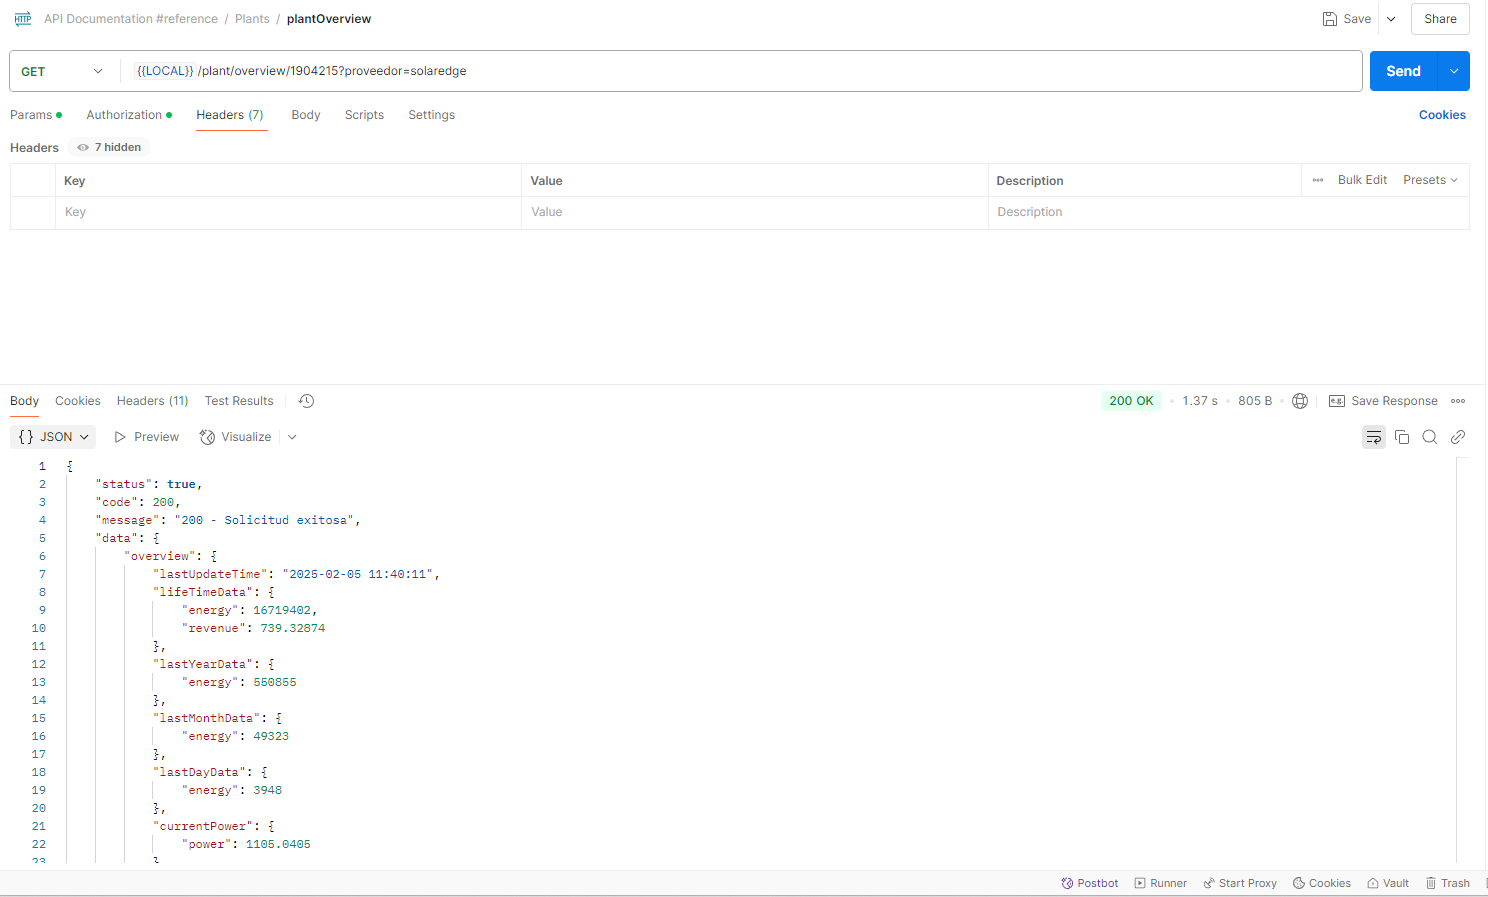 HTTP API Documentation #reference / Plants / plantOverview Save Share
GET {{LOCAL}} /plant/overview/1904215?proveedor=solaredge Send
Params Authorization Headers (7) Body Scripts Settings Cookies
Headers 7 hidden
Key Value Description Bulk Edit Presets
Key Value Description
Body Cookies Headers (11) Test Results 200 OK 1.37 s 805 B e.g. Save Response
{} JSON Preview Visualize
1 {
2 "status": true,
3 "code": 200,
4 "message": "200 - Solicitud exitosa",
5 "data": {
6 "overview": {
7 "lastUpdateTime": "2025-02-05 11:40:11",
8 "lifeTimeData": {
9 "energy": 16719402,
10 "revenue": 739.32874
11 },
12 "lastYearData": {
13 "energy": 550855
14 },
15 "lastMonthData": {
16 "energy": 49323
17 },
18 "lastDayData": {
19 "energy": 3948
20 },
21 "currentPower": {
22 "power": 1105.0405
23 }
Postbot Runner Start Proxy Cookies Vault Trash